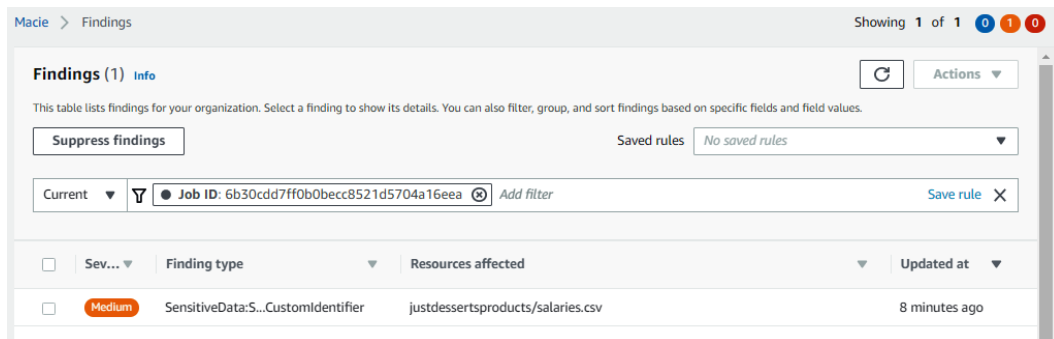 Macie > Findings
Showing 1 of 1 0 1 0
Findings (1) Info
Actions
This table lists findings for your organization. Select a finding to show its details. You can also filter, group, and sort findings based on specific fields and field values.
Suppress findings
Saved rules No saved rules
Current Job ID: 6b30cdd7ff0b0becc8521d5704a16eea Add filter Save rule
Sev... Finding type Resources affected Updated at
Medium SensitiveData:S...CustomIdentifier justdessertsproducts/salaries.csv 8 minutes ago